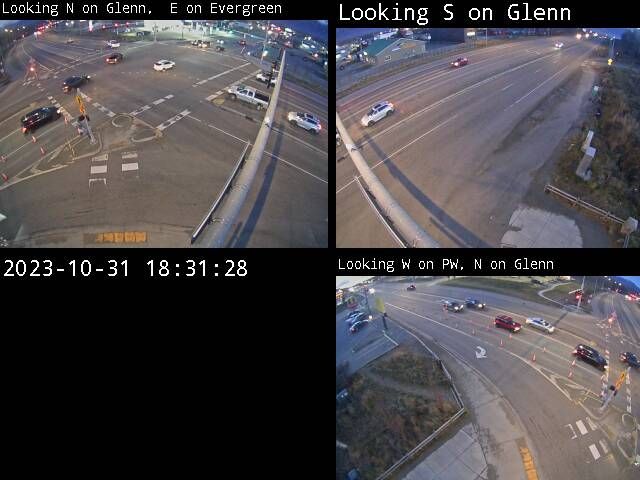 Looking N on Glenn,  E on Evergreen
Looking S on Glenn
2023-10-31 18:31:28
Looking W on PW, N on Glenn